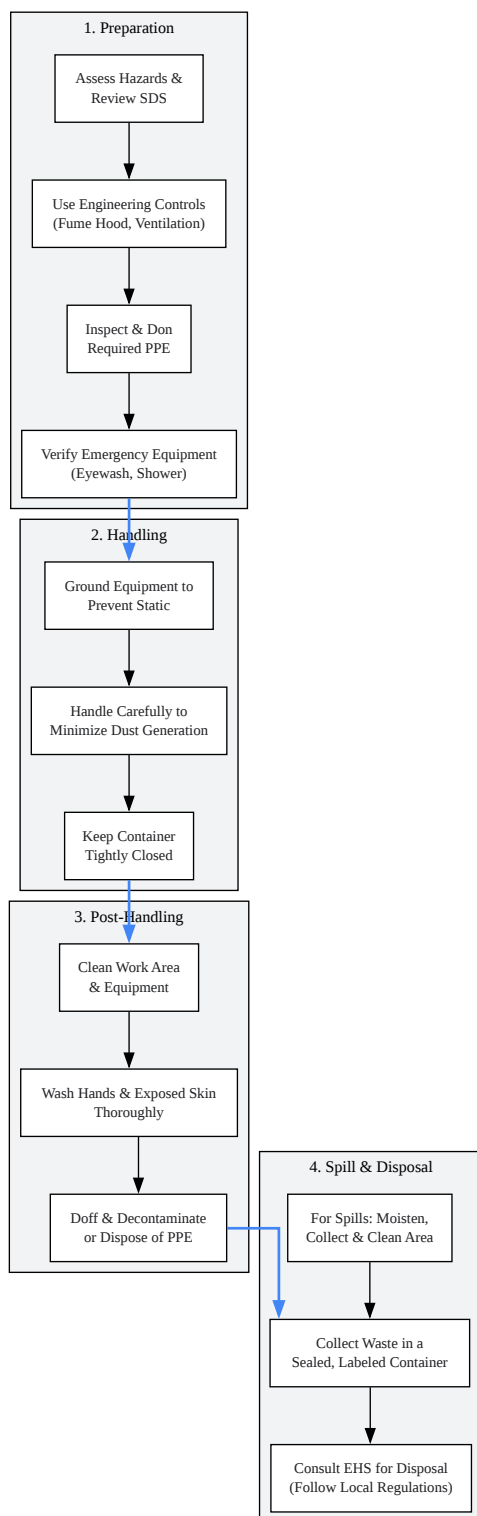 1. Preparation
Assess Hazards &
Review SDS
Use Engineering Controls
(Fume Hood, Ventilation)
Inspect & Don
Required PPE
Verify Emergency Equipment
(Eyewash, Shower)
2. Handling
Ground Equipment to
Prevent Static
Handle Carefully to
Minimize Dust Generation
Keep Container
Tightly Closed
3. Post-Handling
Clean Work Area
& Equipment
Wash Hands & Exposed Skin
Thoroughly
Doff & Decontaminate
or Dispose of PPE
4. Spill & Disposal
For Spills: Moisten,
Collect & Clean Area
Collect Waste in a
Sealed, Labeled Container
Consult EHS for Disposal
(Follow Local Regulations)